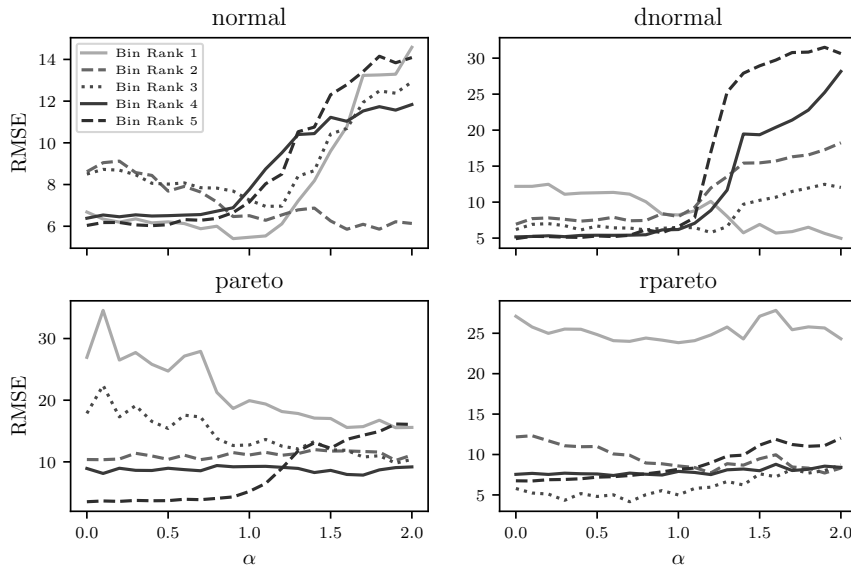 normal
RMSE
14
12
10
8
6
Bin Rank 1
Bin Rank 2
Bin Rank 3
Bin Rank 4
Bin Rank 5
dnormal
30
25
20
15
10
5
pareto
RMSE
30
20
10
0.0 0.5 1.0 1.5 2.0
α
rpareto
25
20
15
10
5
0.0 0.5 1.0 1.5 2.0
α